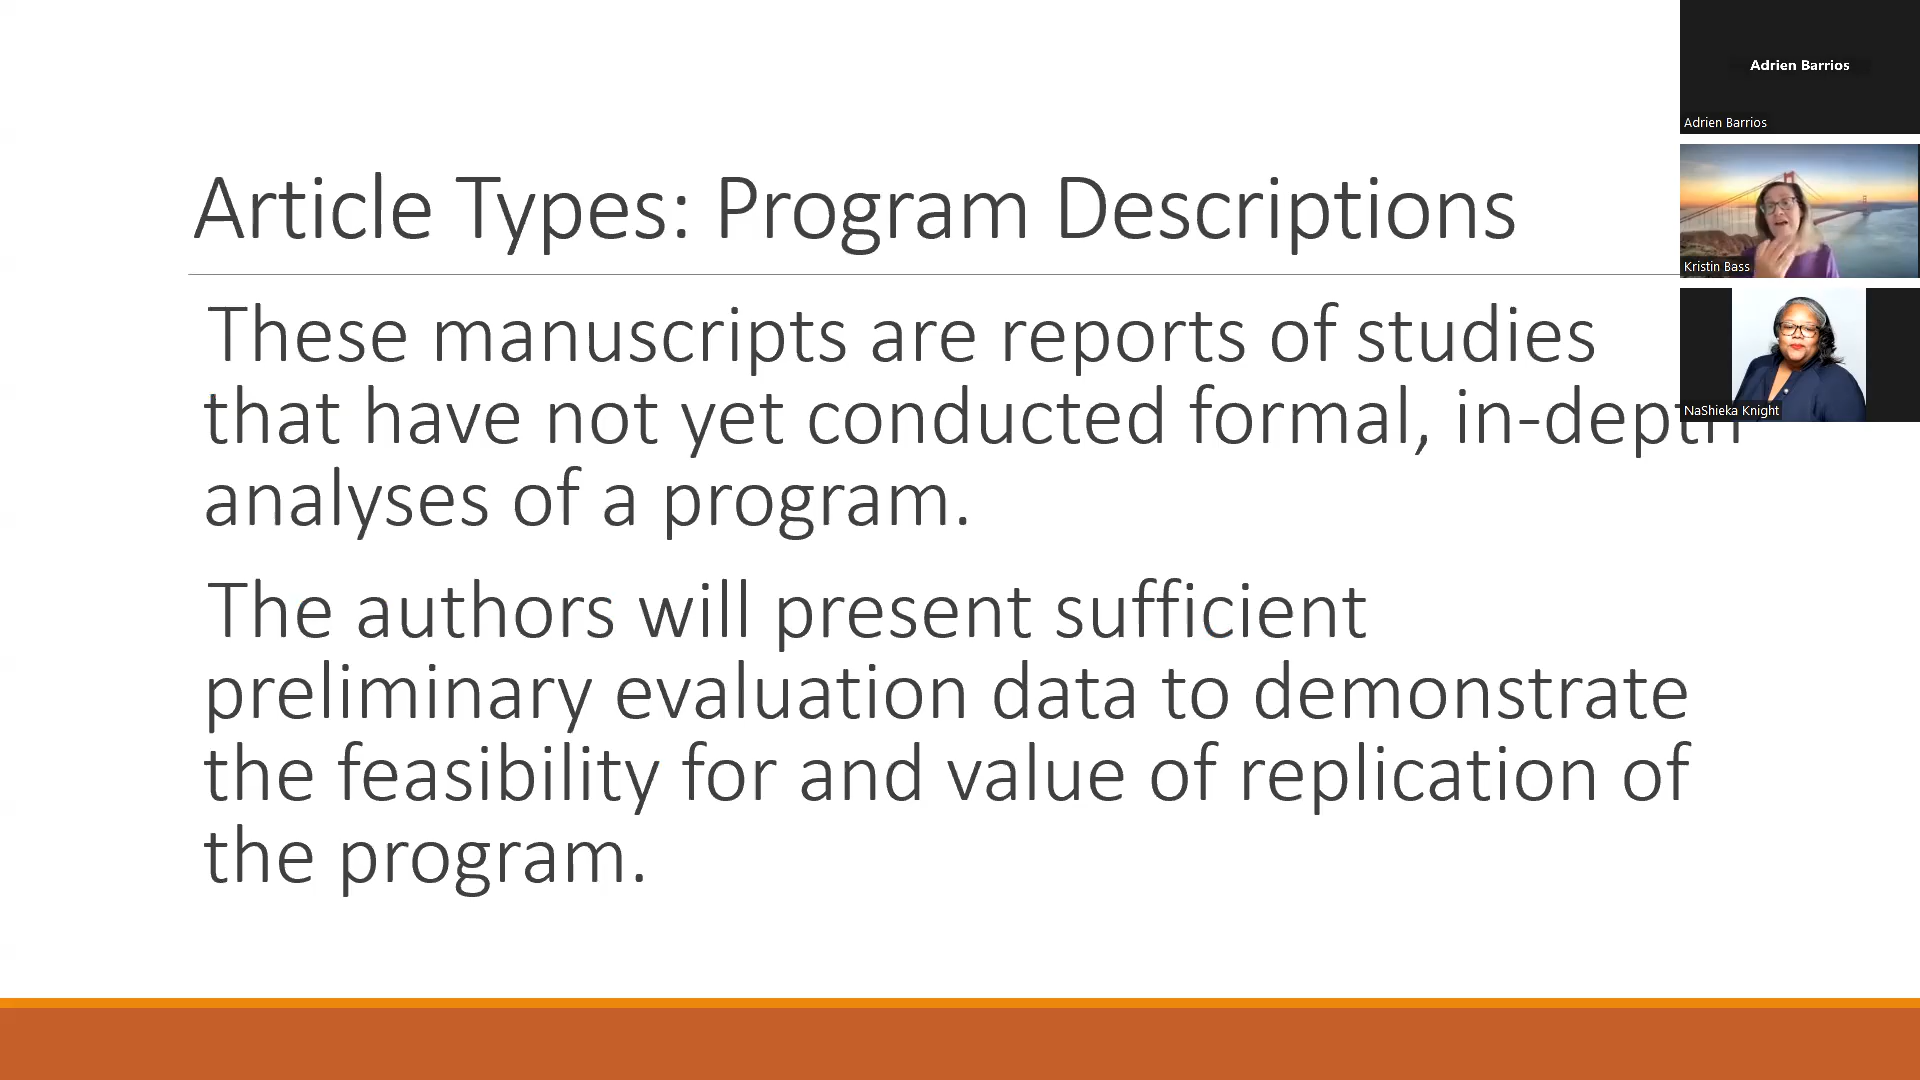 Article Types: Program Descriptions
These manuscripts are reports of studies
that have not yet conducted formal, in-depth
analyses of a program.
The authors will present sufficient
preliminary evaluation data to demonstrate
the feasibility for and value of replication of
the program.
Adrien Barrios
Adrien Barrios
Kristin Bass
NaShieka Knight